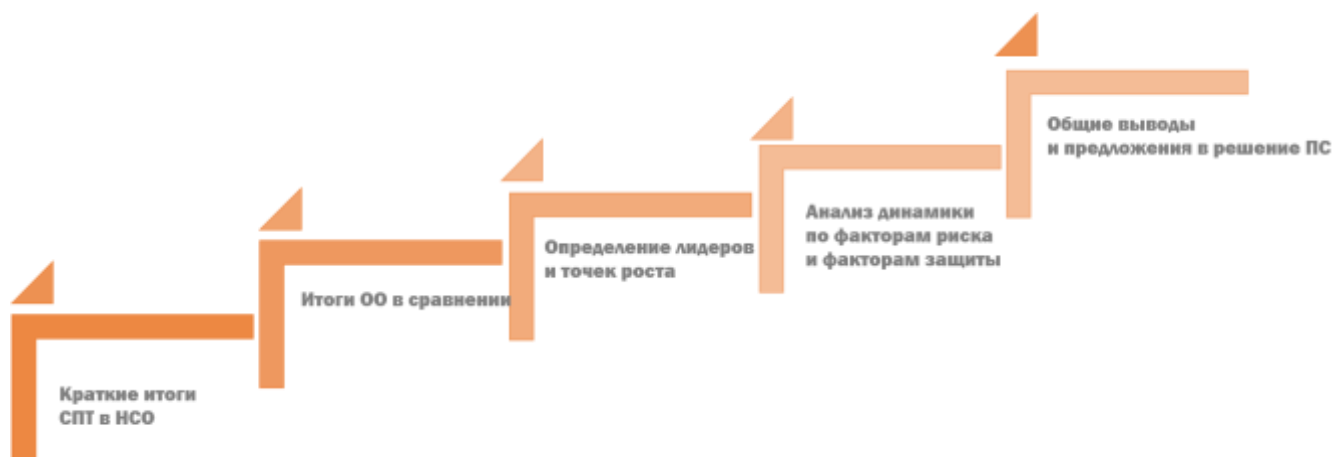 Краткие итоги
СПТ в НСО
Итоги ОО в сравнении
Определение лидеров
и точек роста
Анализ динамики
по факторам риска
и факторам защиты
Общие выводы
и предложения в решение ПС